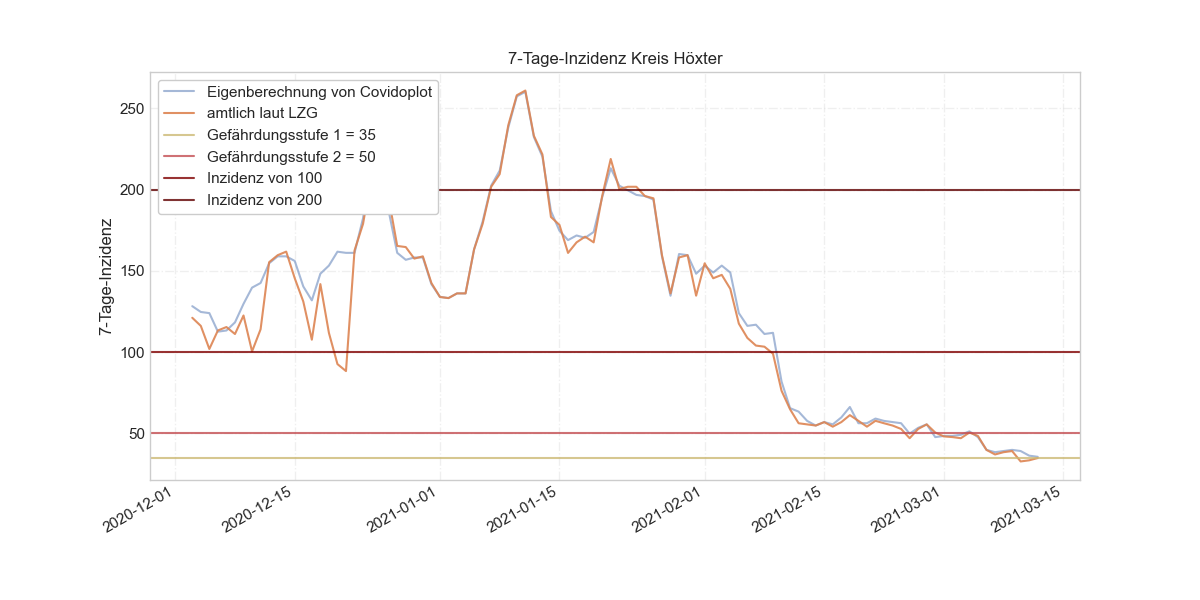 7-Tage-Inzidenz Kreis Höxter
Eigenberechnung von Covidoplot
amtlich laut LZG
Gefährdungsstufe 1 = 35
Gefährdungsstufe 2 = 50
Inzidenz von 100
Inzidenz von 200
7-Tage-Inzidenz
250
200
150
100
50
2020-12-01
2020-12-15
2021-01-01
2021-01-15
2021-02-01
2021-02-15
2021-03-01
2021-03-15